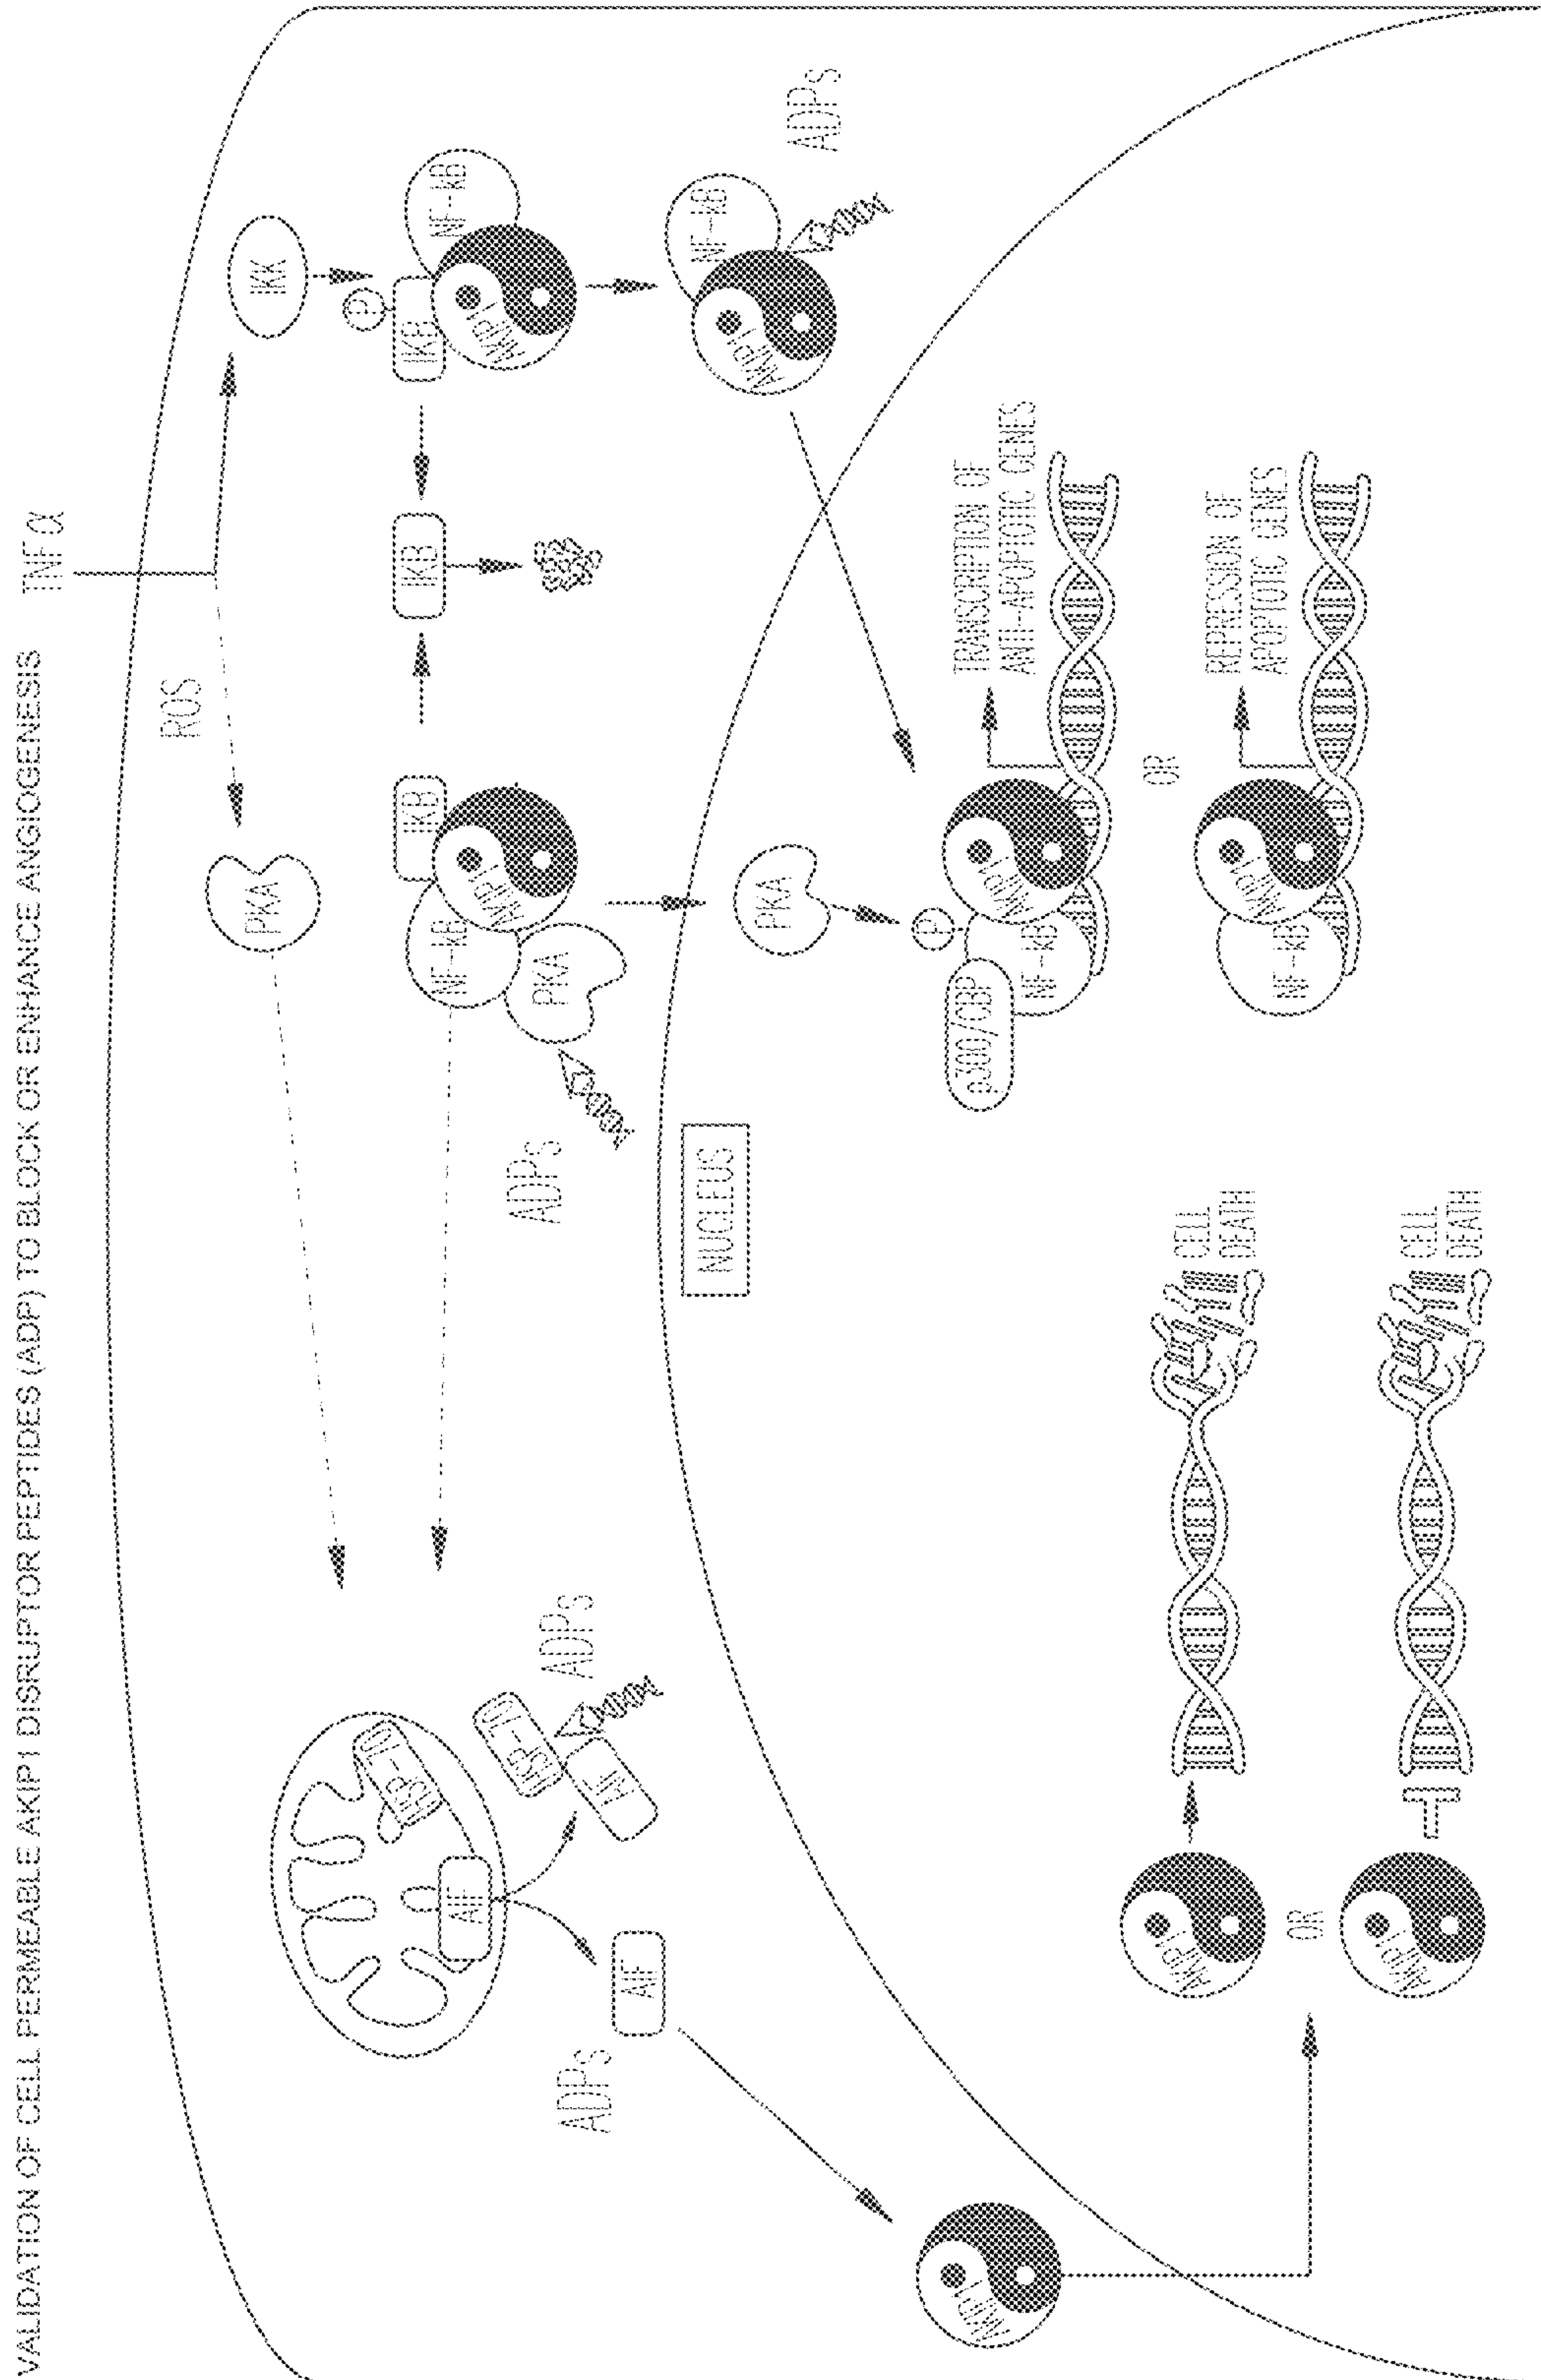 VALIDATION OF CELL PERMEABLE AKIP1 DISRUPTOR PEPTIDES (ADP) TO BLOCK OR ENHANCE ANGIOGENESIS
TNFα
ROS
PKA
IKK
P
HSP-70
AIF
HSP-70
AIF
ADPs
ADPs
AIF
NF-kB
IKB
AKIP1
PKA
ADPs
IKB
IKB
NF-kB
AKIP1
NF-kB
AKIP1
ADPs
NUCLEUS
PKA
P
p300/CBP
NF-kB
AKIP1
TRANSCRIPTION OF
ANTI-APOPTOTIC GENES
OR
NF-kB
AKIP1
REPRESSION OF
APOPTOTIC GENES
AKIP1
AKIP1
CELL
DEATH
OR
AKIP1
CELL
DEATH